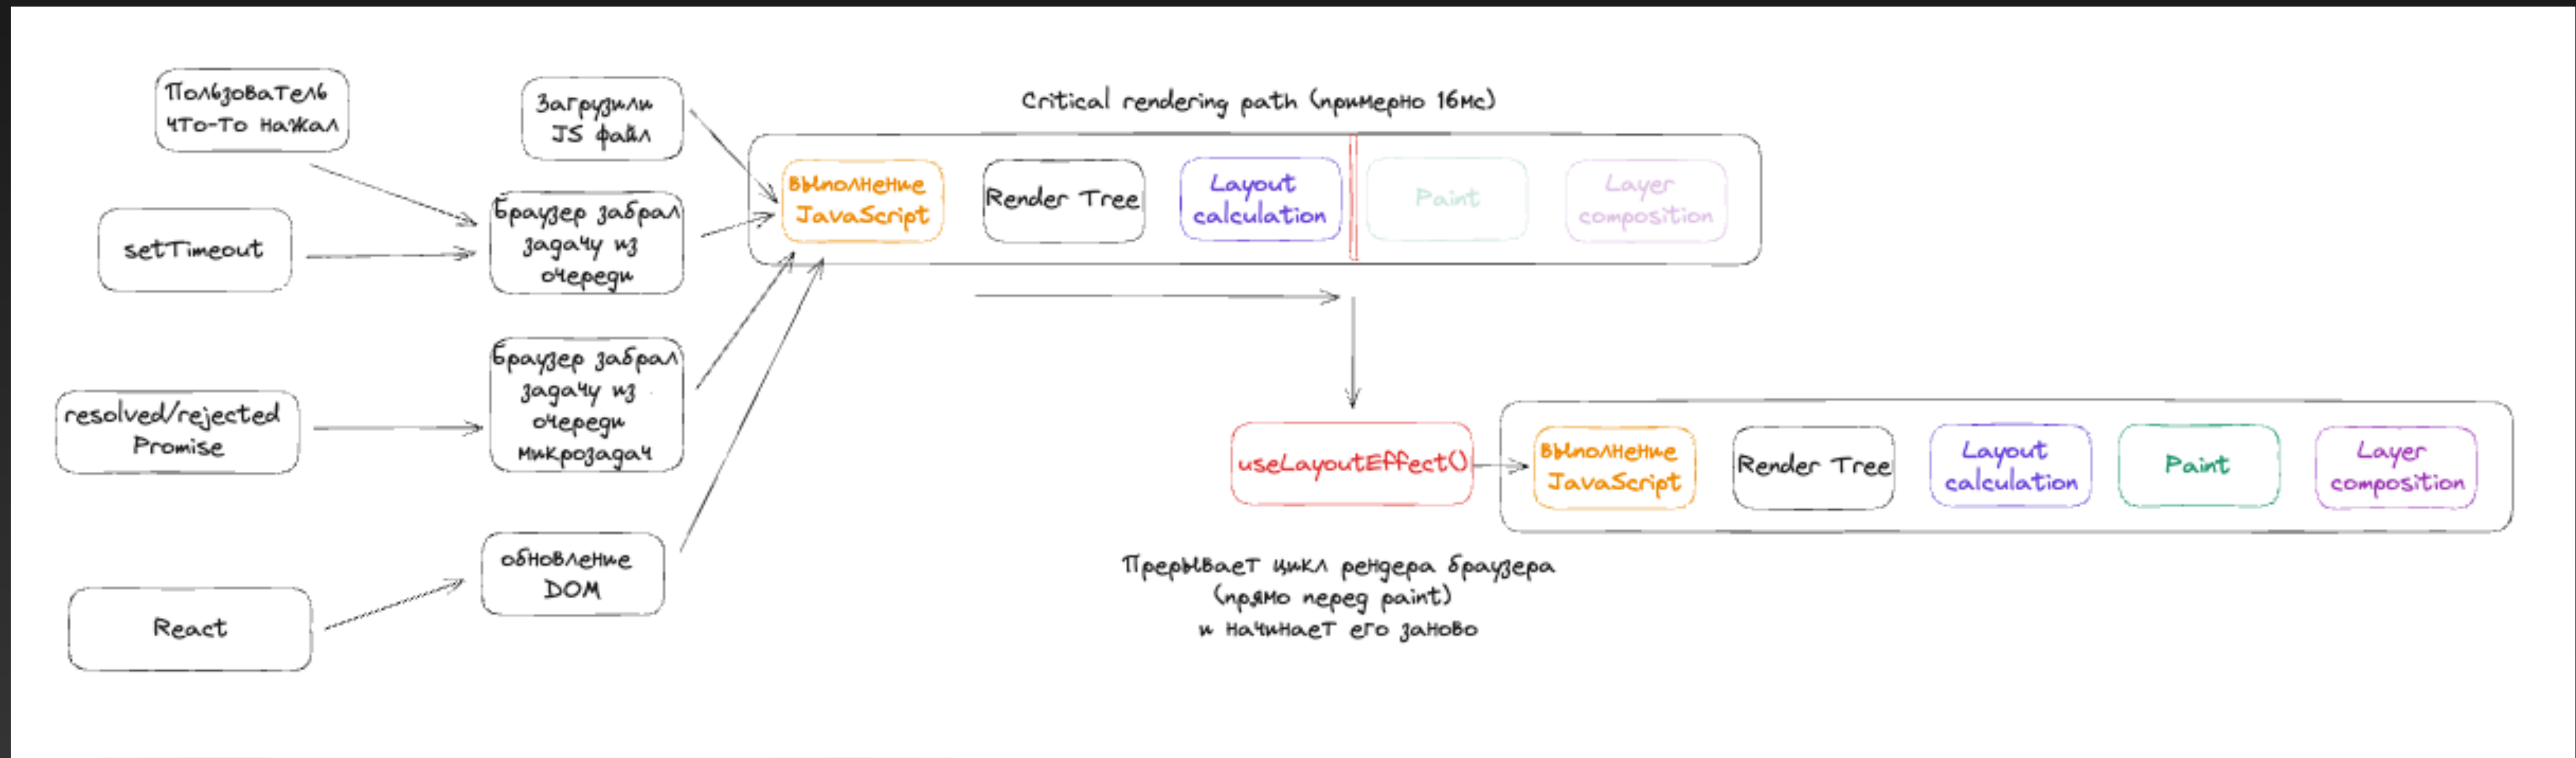 Пользователь
что-то нажал
setTimeout
resolved/rejected
Promise
React
Загрузили
JS файл
Браузер забрал
задачу из
очереди
Браузер забрал
задачу из
очереди
микрозадач
обновление
DOM
Critical rendering path (примерно 16мс)
выполнение
JavaScript
Render Tree
Layout
calculation
Paint
Layer
composition
useLayoutEffect()
выполнение
JavaScript
Render Tree
Layout
calculation
Paint
Layer
composition
Прерывает цикл рендера браузера
(прямо перед paint)
и начинает его заново